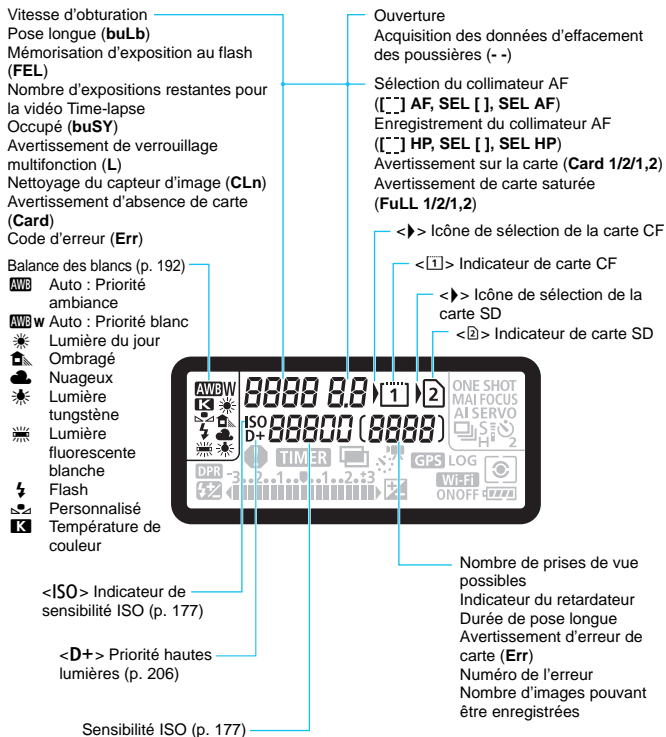 Vitesse d'obturation
Pose longue (buLb)
Mémorisation d'exposition au flash
(FEL)
Nombre d'expositions restantes pour
la vidéo Time-lapse
Occupé (buSY)
Avertissement de verrouillage
multifonction (L)
Nettoyage du capteur d'image (CLn)
Avertissement d'absence de carte
(Card)
Code d'erreur (Err)
Ouverture
Acquisition des données d'effacement
des poussières (- -)
Sélection du collimateur AF
([ ] AF, SEL [ ], SEL AF)
Enregistrement du collimateur AF
([ ] HP, SEL [ ], SEL HP)
Avertissement sur la carte (Card 1/2/1,2)
Avertissement de carte saturée
(FuLL 1/2/1,2)
< > Icône de sélection de la carte CF
<[1]> Indicateur de carte CF
< > Icône de sélection de la
carte SD
<[2]> Indicateur de carte SD
Balance des blancs (p. 192)
AWB Auto : Priorité
ambiance
AWB W Auto : Priorité blanc
Lumière du jour
Ombragé
Nuageux
Lumière
tungstène
Lumière
fluorescente
blanche
Flash
Personnalisé
K Température de
couleur
AWBW 8888 8.8 1 2 ONE SHOT
K MAI FOCUS
AI SERVO
ISO
D+ 88800 (8888) S H 2
TIMER GPS LOG
DPR -3..2..1..0..1..2..+3 Wi-Fi
ONOFF
<ISO> Indicateur de
sensibilité ISO (p. 177)
<D+> Priorité hautes
lumières (p. 206)
Sensibilité ISO (p. 177)
Nombre de prises de vue
possibles
Indicateur du retardateur
Durée de pose longue
Avertissement d'erreur de
carte (Err)
Numéro de l'erreur
Nombre d'images pouvant
être enregistrées